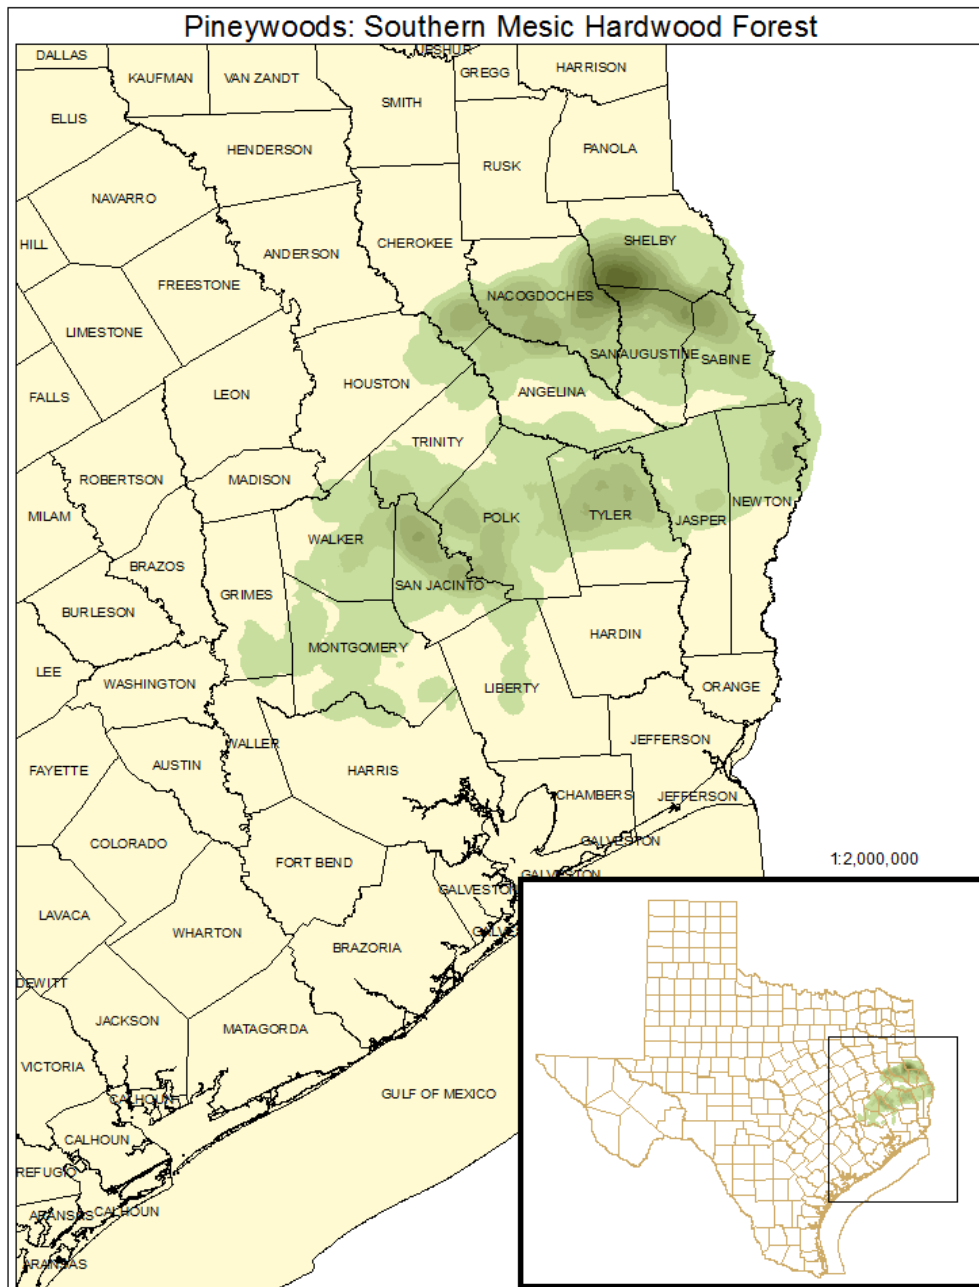 Pineywoods: Southern Mesic Hardwood Forest
DALLAS
KAUFMAN
VAN ZANDT
UPSHUR
GREGG
HARRISON
SMITH
ELLIS
HENDERSON
RUSK
PANOLA
NAVARRO
HILL
ANDERSON
CHEROKEE
SHELBY
FREESTONE
NACOGDOCHES
LIMESTONE
SAN AUGUSTINE
SABINE
HOUSTON
LEON
ANGELINA
FALLS
TRINITY
ROBERTSON
MADISON
NEWTON
MILAM
POLK
TYLER
JASPER
WALKER
BRAZOS
SAN JACINTO
GRIMES
BURLESON
HARDIN
MONTGOMERY
LEE
WASHINGTON
LIBERTY
ORANGE
WALLER
JEFFERSON
FAYETTE
AUSTIN
HARRIS
CHAMBERS
JEFFERSON
COLORADO
GALVESTON
FORT BEND
1:2,000,000
GALVESTON
GALVESTON
LAVACA
WHARTON
BRAZORIA
GALVE
DEWITT
JACKSON
MATAGORDA
VICTORIA
CALHOUN
GULF OF MEXICO
CALHOUN
REFUGIO
ARANSAS
CALHOUN
ARANSAS